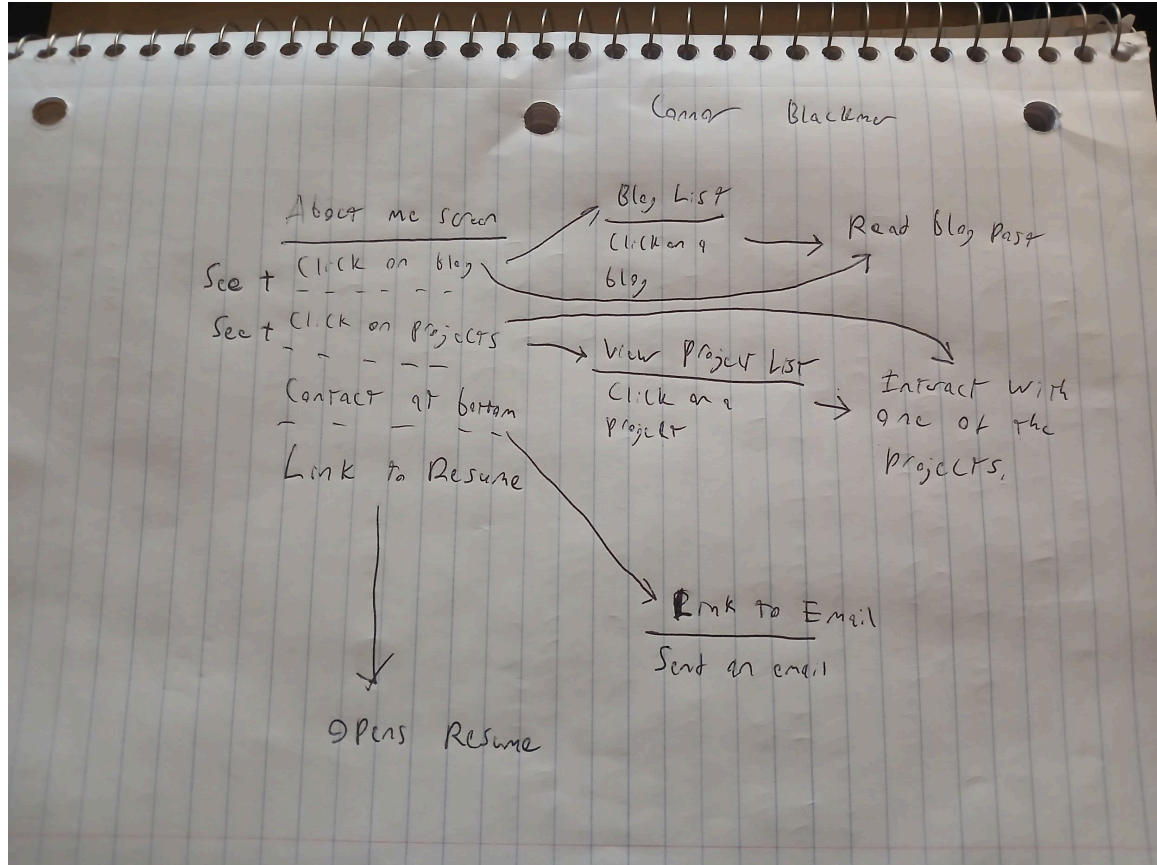 Connor Blackmer
About me screen
See + Click on Blog
See + Click on projects
Contact at bottom
Link to Resume
Opens Resume
Blog List
Click on a
blog
Read blog post
View Project List
Click on a
project
Interact with
one of the
projects.
Link to Email
Send an email